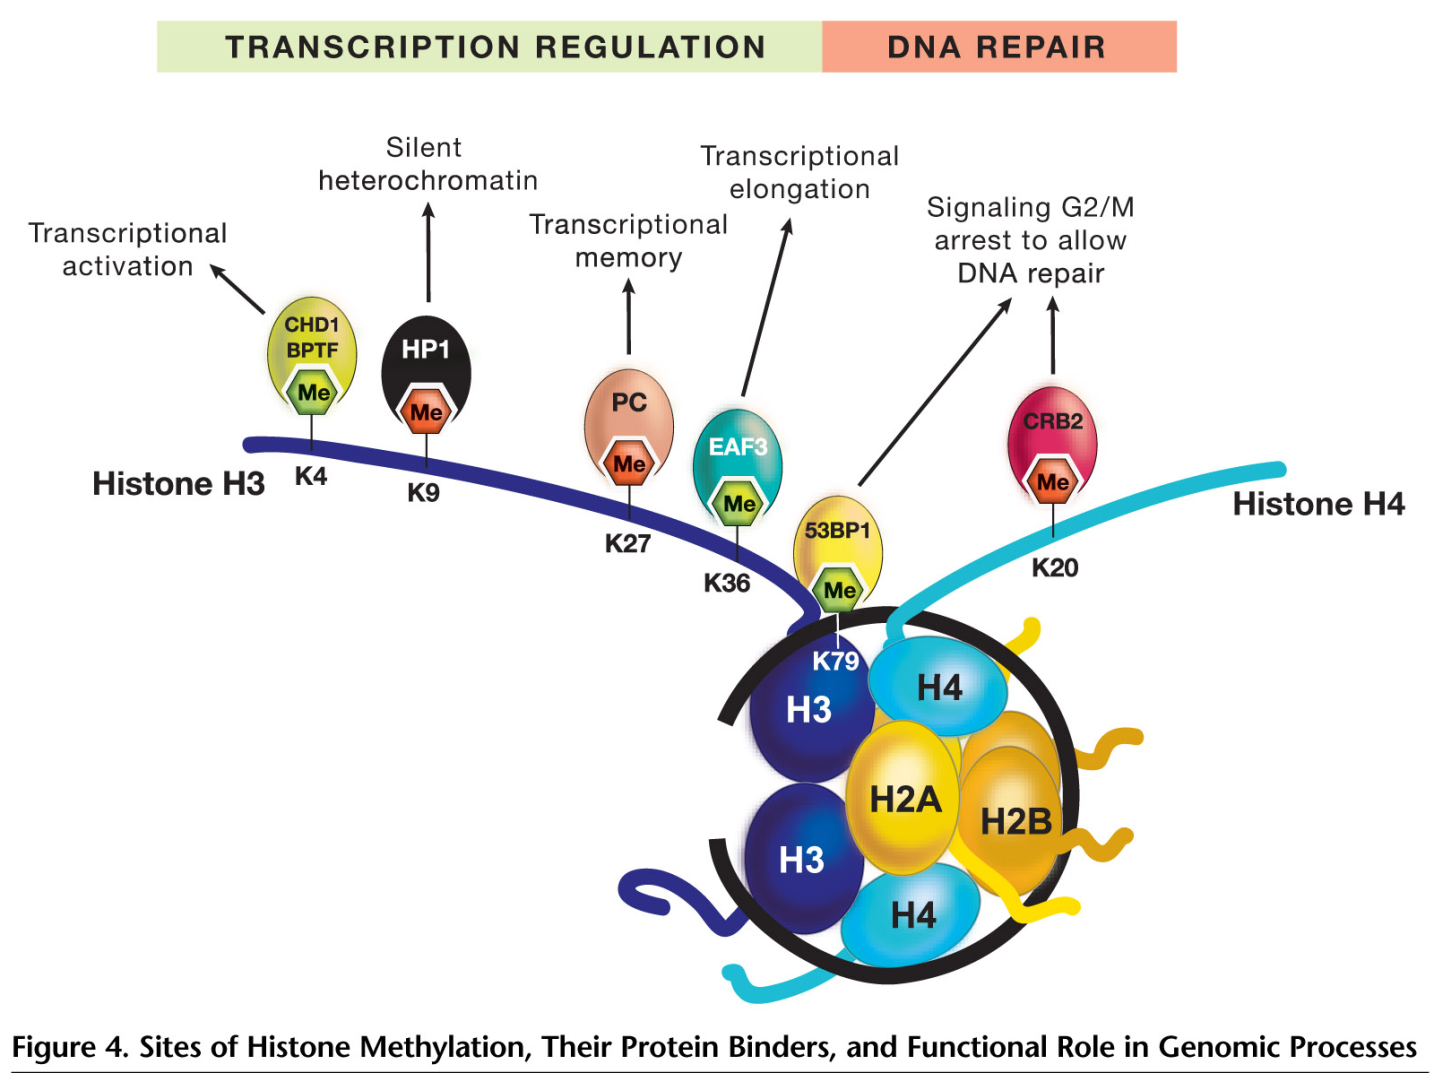 TRANSCRIPTION REGULATION
DNA REPAIR
Silent
heterochromatin
Transcriptional
elongation
Transcriptional
activation
Transcriptional
memory
Signaling G2/M
arrest to allow
DNA repair
CHD1
BPTF
Me
HP1
Me
PC
Me
EAF3
Me
53BP1
Me
CRB2
Me
Histone H3
K4
K9
K27
K36
K79
K20
Histone H4
H3
H4
H2A
H2B
H3
H4
Figure 4. Sites of Histone Methylation, Their Protein Binders, and Functional Role in Genomic Processes